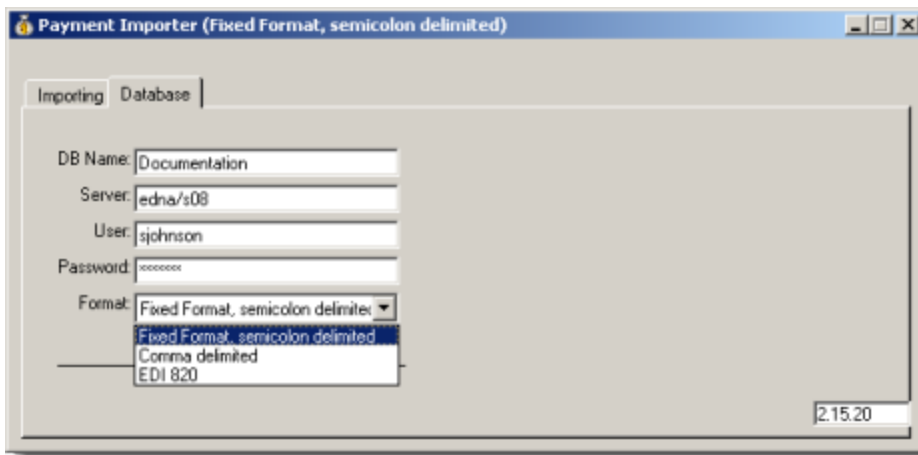 Payment Importer (Fixed Format, semicolon delimited)
Importing Database
DB Name: Documentation
Server: edna/s08
User: sjohnson
Password: ×××××××
Format: Fixed Format, semicolon delimited
Fixed Format, semicolon delimited
Comma delimited
EDI 820
2.15.20